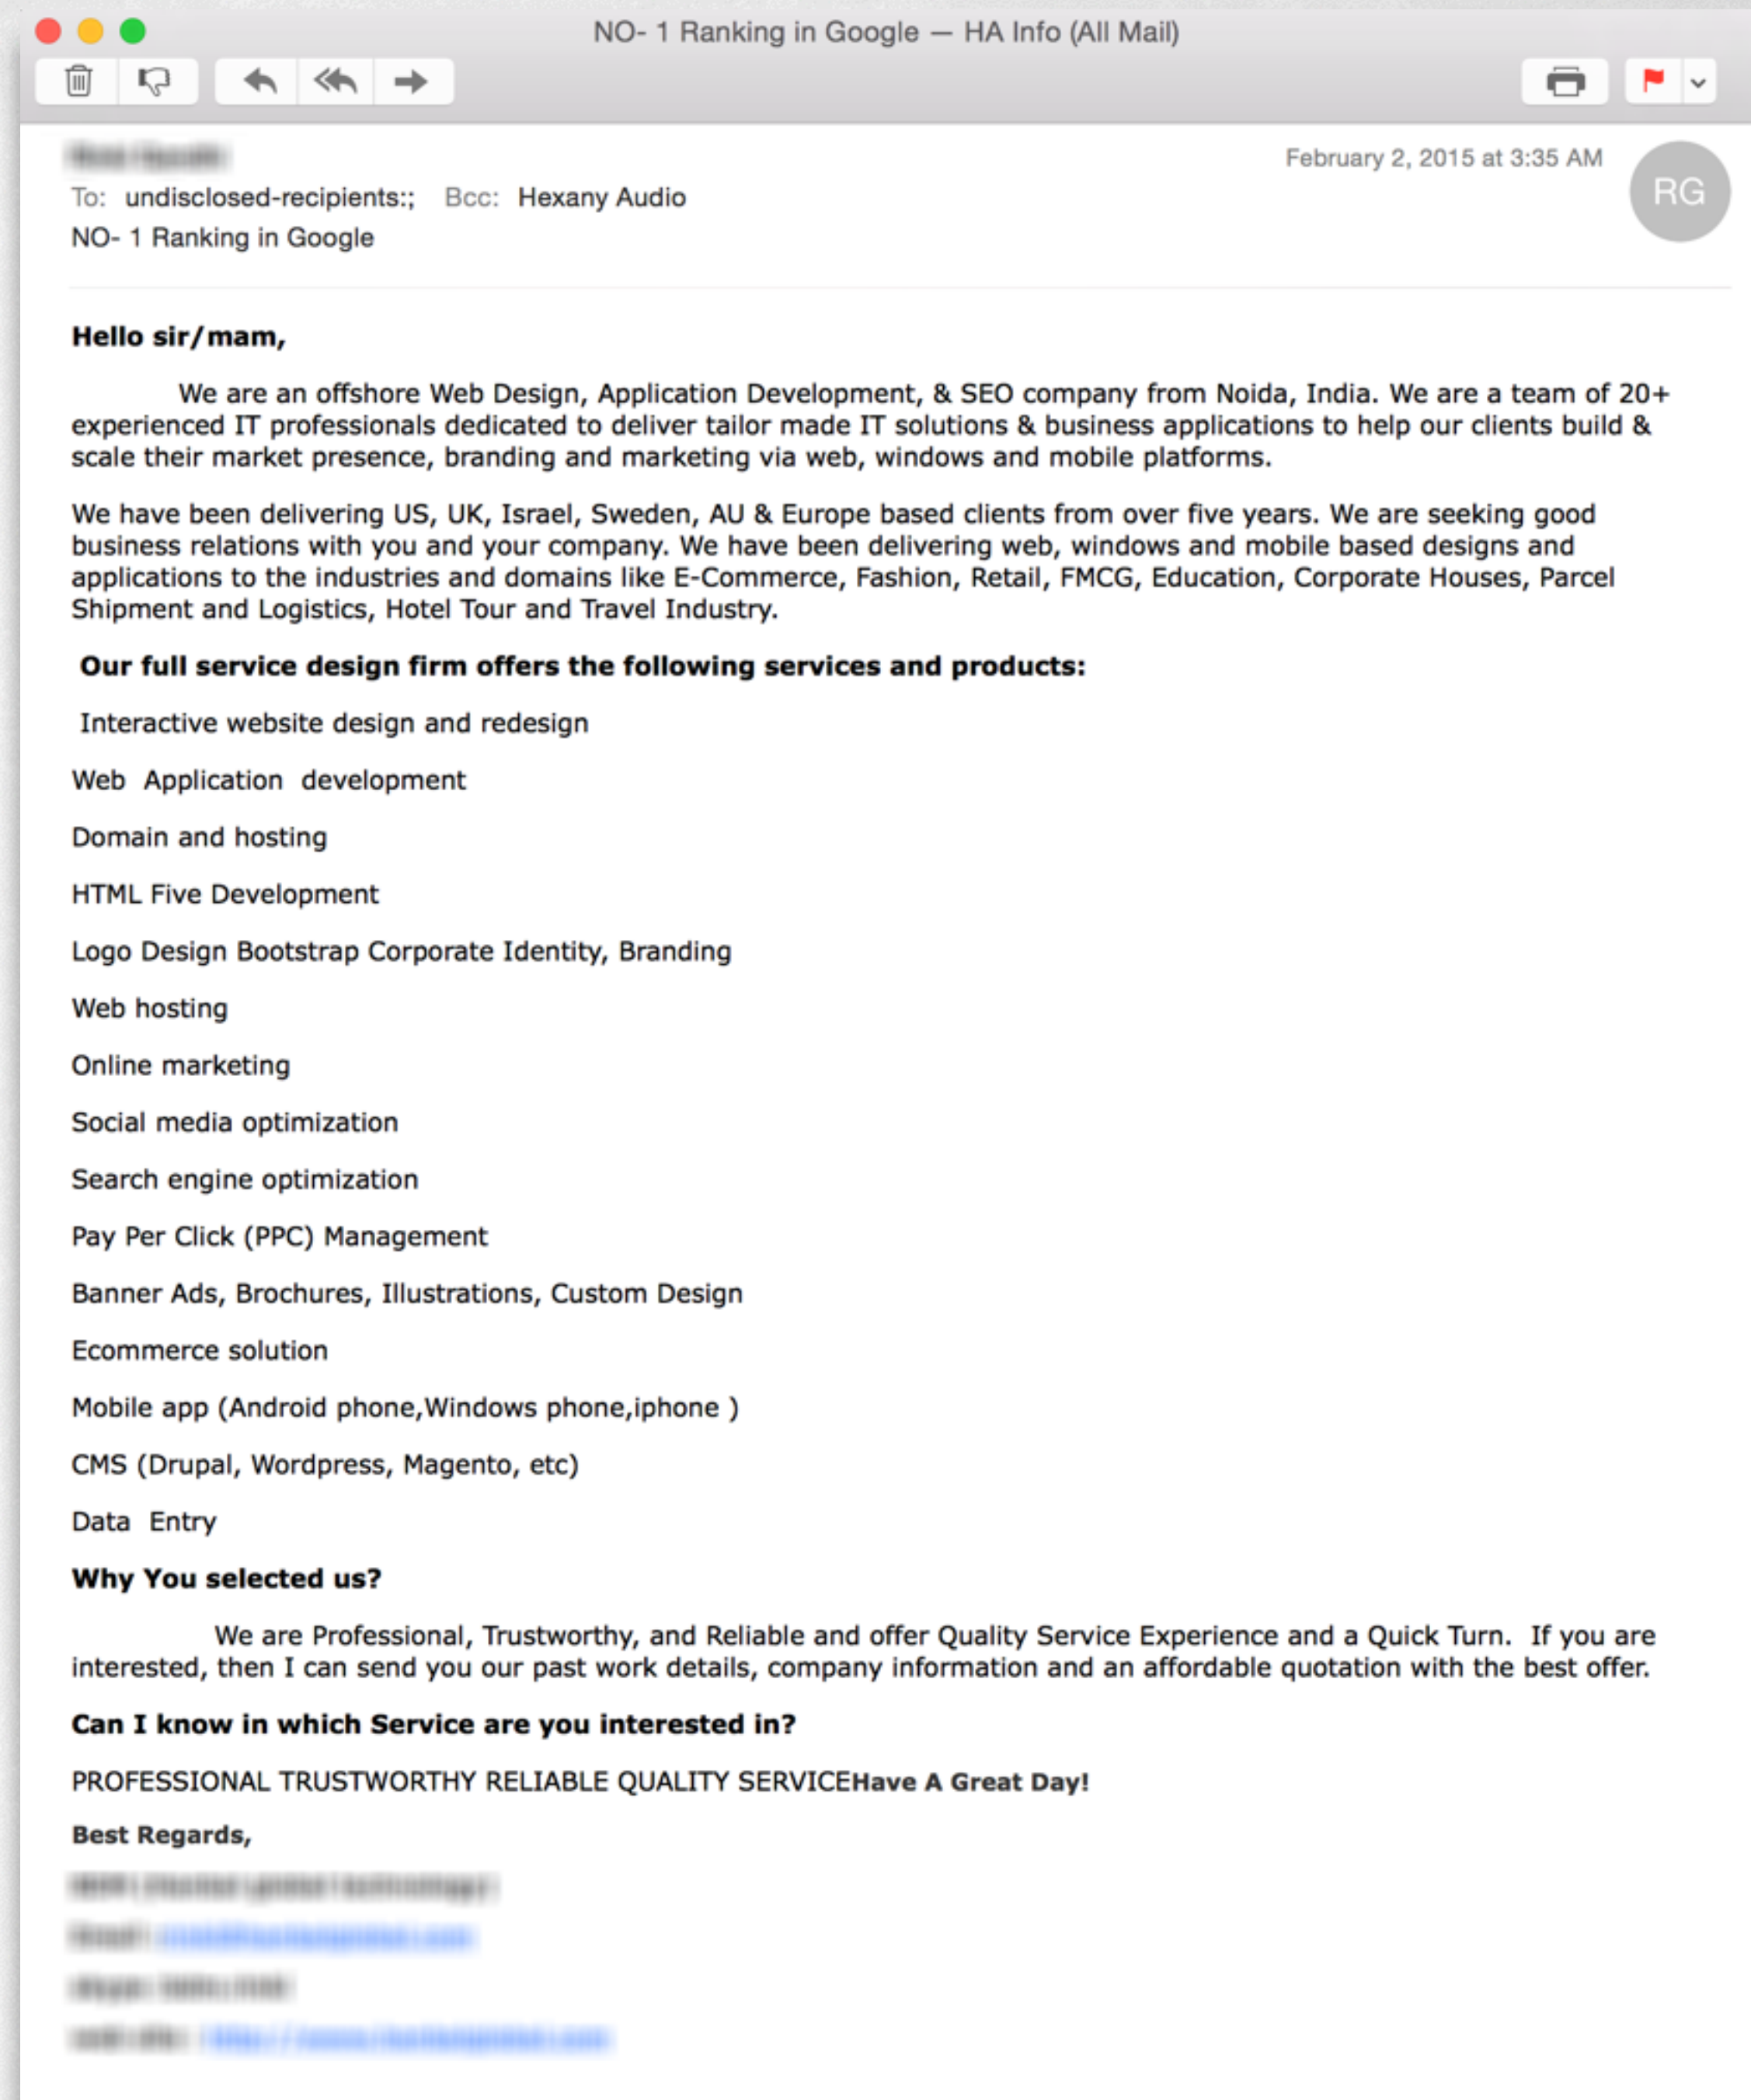 NO- 1 Ranking in Google — HA Info (All Mail)
February 2, 2015 at 3:35 AM
RG
To: undisclosed-recipients:; Bcc: Hexany Audio
NO- 1 Ranking in Google
Hello sir/mam,
We are an offshore Web Design, Application Development, & SEO company from Noida, India. We are a team of 20+
experienced IT professionals dedicated to deliver tailor made IT solutions & business applications to help our clients build &
scale their market presence, branding and marketing via web, windows and mobile platforms.
We have been delivering US, UK, Israel, Sweden, AU & Europe based clients from over five years. We are seeking good
business relations with you and your company. We have been delivering web, windows and mobile based designs and
applications to the industries and domains like E-Commerce, Fashion, Retail, FMCG, Education, Corporate Houses, Parcel
Shipment and Logistics, Hotel Tour and Travel Industry.
Our full service design firm offers the following services and products:
Interactive website design and redesign
Web  Application  development
Domain and hosting
HTML Five Development
Logo Design Bootstrap Corporate Identity, Branding
Web hosting
Online marketing
Social media optimization
Search engine optimization
Pay Per Click (PPC) Management
Banner Ads, Brochures, Illustrations, Custom Design
Ecommerce solution
Mobile app (Android phone,Windows phone,iphone )
CMS (Drupal, Wordpress, Magento, etc)
Data  Entry
Why You selected us?
We are Professional, Trustworthy, and Reliable and offer Quality Service Experience and a Quick Turn.  If you are
interested, then I can send you our past work details, company information and an affordable quotation with the best offer.
Can I know in which Service are you interested in?
PROFESSIONAL TRUSTWORTHY RELIABLE QUALITY SERVICEHave A Great Day!
Best Regards,